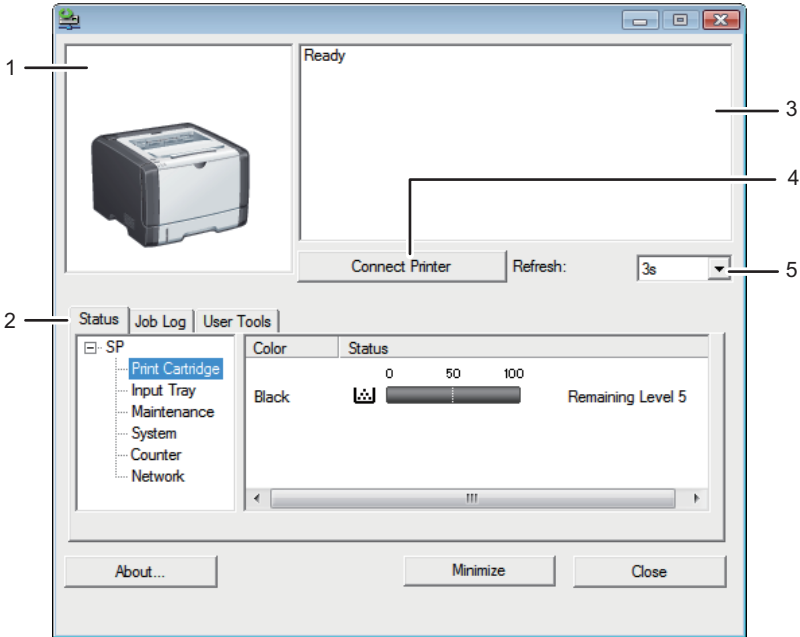 1
Ready
3
4
Connect Printer Refresh: 3s
5
2
Status Job Log User Tools
SP
Print Cartridge
Input Tray
Maintenance
System
Counter
Network
Color Status
0 50 100
Black Remaining Level 5
About... Minimize Close